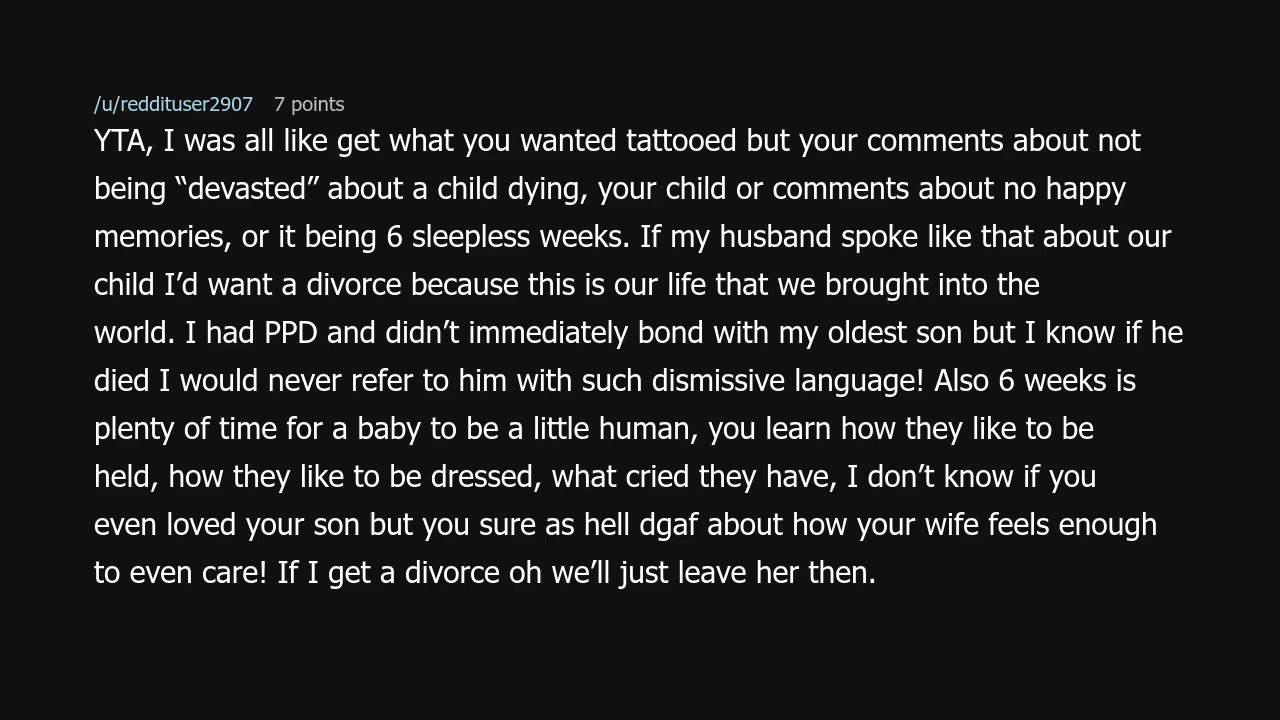 /u/reddituser2907 7 points
YTA, I was all like get what you wanted tattooed but your comments about not
being “devasted” about a child dying, your child or comments about no happy
memories, or it being 6 sleepless weeks. If my husband spoke like that about our
child I’d want a divorce because this is our life that we brought into the
world. I had PPD and didn’t immediately bond with my oldest son but I know if he
died I would never refer to him with such dismissive language! Also 6 weeks is
plenty of time for a baby to be a little human, you learn how they like to be
held, how they like to be dressed, what cried they have, I don’t know if you
even loved your son but you sure as hell dgaf about how your wife feels enough
to even care! If I get a divorce oh we’ll just leave her then.